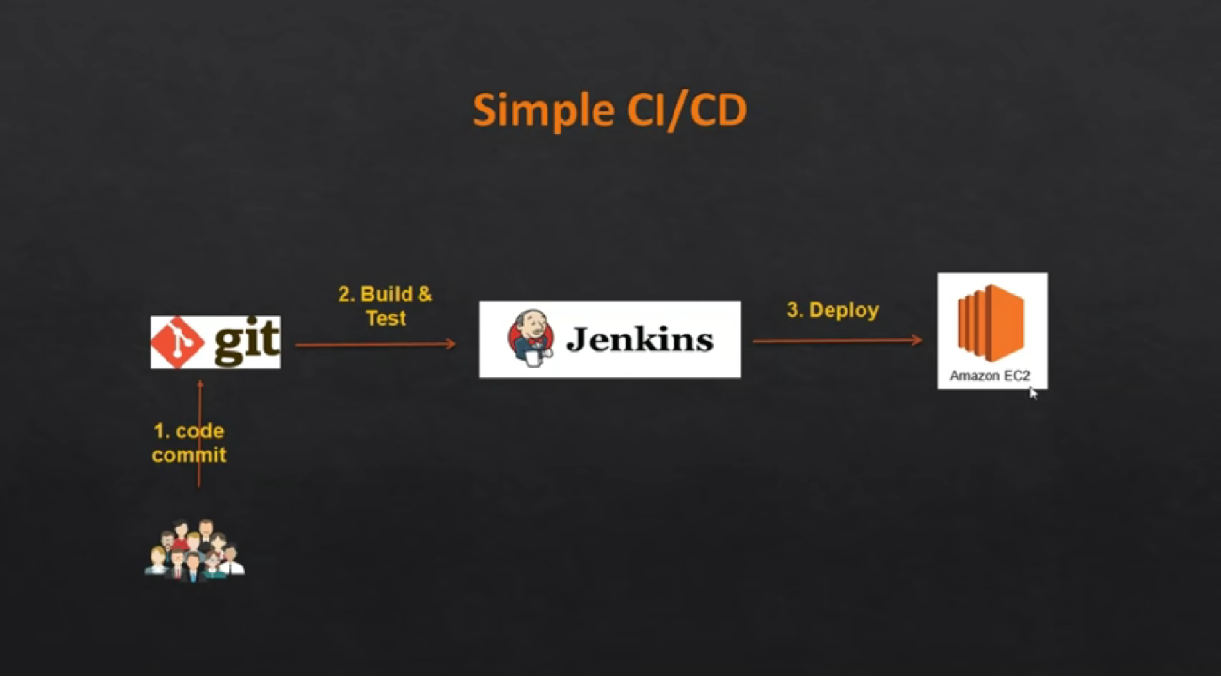 Simple CI/CD
2. Build &
Test
3. Deploy
git
Jenkins
Amazon EC2
1. code
commit